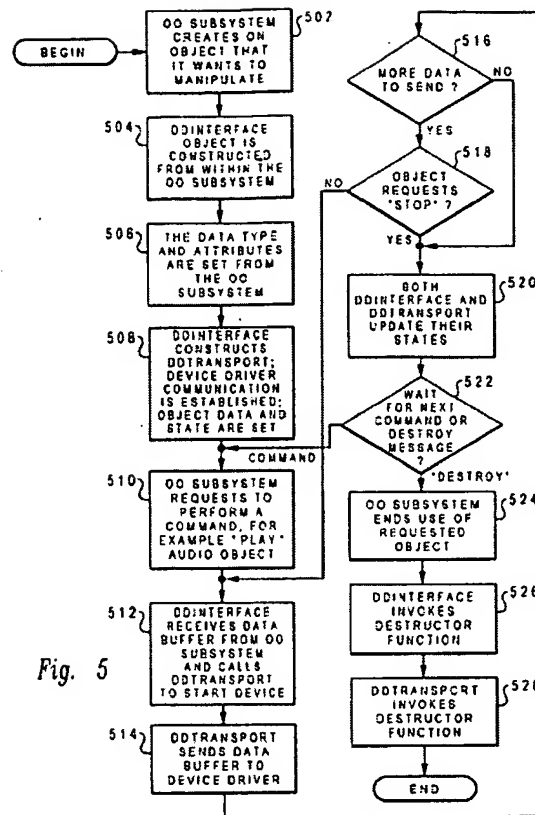 BEGIN
502
OO SUBSYSTEM
CREATES ON
OBJECT THAT
IT WANTS TO
MANIPULATE
504
DDINTERFACE
OBJECT IS
CONSTRUCTED
FROM WITHIN THE
OO SUBSYSTEM
506
THE DATA TYPE
AND ATTRIBUTES
ARE SET FROM
THE OO
SUBSYSTEM
508
DDINTERFACE
CONSTRUCTS
DDTRANSPORT;
DEVICE DRIVER
COMMUNICATION
IS ESTABLISHED;
OBJECT DATA AND
STATE ARE SET
COMMAND
510
OO SUBSYSTEM
REQUESTS TO
PERFORM A
COMMAND, FOR
EXAMPLE "PLAY"
AUDIO OBJECT
512
DDINTERFACE
RECEIVES DATA
BUFFER FROM OO
SUBSYSTEM
AND CALLS
DDTRANSPORT
TO START DEVICE
Fig. 5
514
DDTRANSPORT
SENDS DATA
BUFFER TO
DEVICE DRIVER
516
MORE DATA
TO SEND ?
NO
YES
518
OBJECT
REQUESTS
"STOP" ?
NO
YES
520
BOTH
DDINTERFACE AND
DDTRANSPORT
UPDATE THEIR
STATES
522
WAIT
FOR NEXT
COMMAND OR
DESTROY
MESSAGE
?
"DESTROY"
524
OO SUBSYSTEM
ENDS USE OF
REQUESTED
OBJECT
526
DDINTERFACE
INVOKES
DESTRUCTOR
FUNCTION
528
DDTRANSPORT
INVOKES
DESTRUCTOR
FUNCTION
END